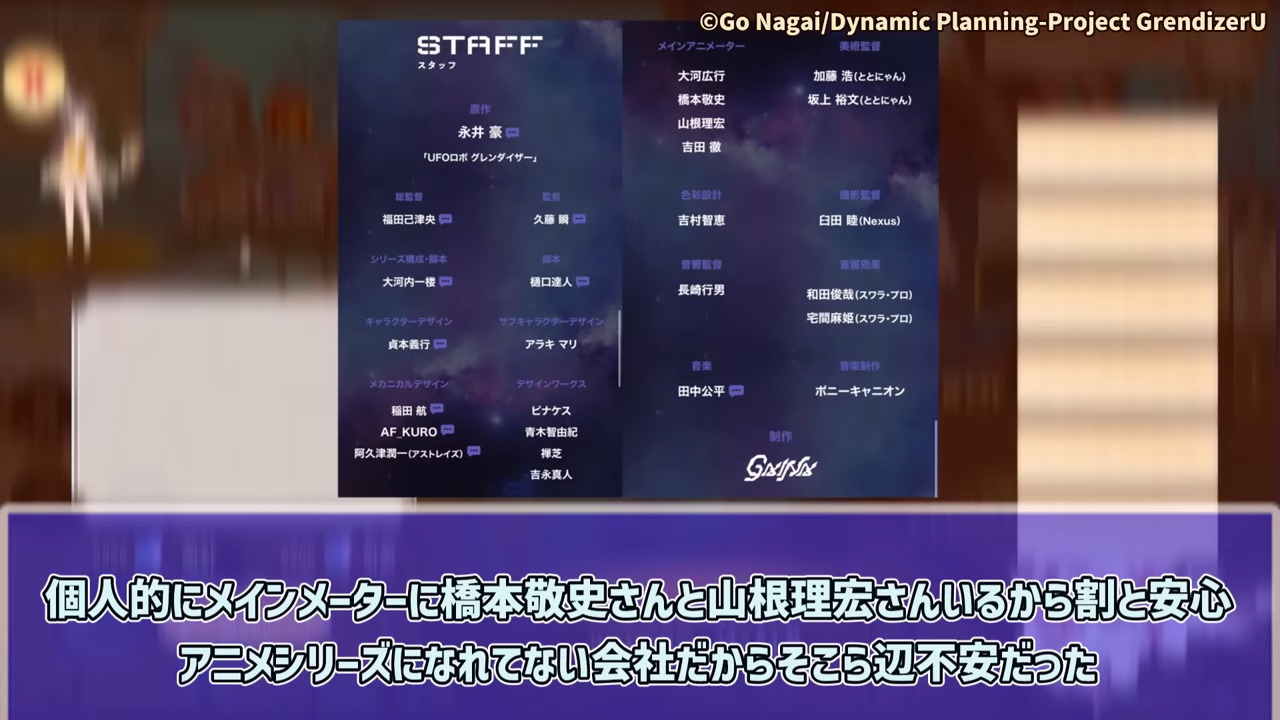 ©Go Nagai/Dynamic Planning-Project GrendizerU
STAFF
スタッフ
原作
永井 豪
「UFOロボ グレンダイザー」
総監督
福田己津央
監督
久藤 瞬
シリーズ構成・脚本
大河内一楼
脚本
樋口達人
キャラクターデザイン
貞本義行
サブキャラクターデザイン
アラキ マリ
メカニカルデザイン
稲田 航
AF_KURO
阿久津潤一(アストレイズ)
デザインワークス
ビナケス
青木智由紀
禅芝
吉永真人
メインアニメーター
大河広行
橋本敬史
山根理宏
吉田 徹
美術監督
加藤 浩(ととにゃん)
坂上 裕文(ととにゃん)
色彩設計
吉村智恵
撮影監督
臼田 睦(Nexus)
音響監督
長崎行男
音響効果
和田俊哉(スワラ・プロ)
宅間麻姫(スワラ・プロ)
音楽
田中公平
音楽制作
ポニーキャニオン
制作
GAINA
個人的にメインメーターに橋本敬史さんと山根理宏さんいるから割と安心
アニメシリーズになれてない会社だからそこら辺不安だった